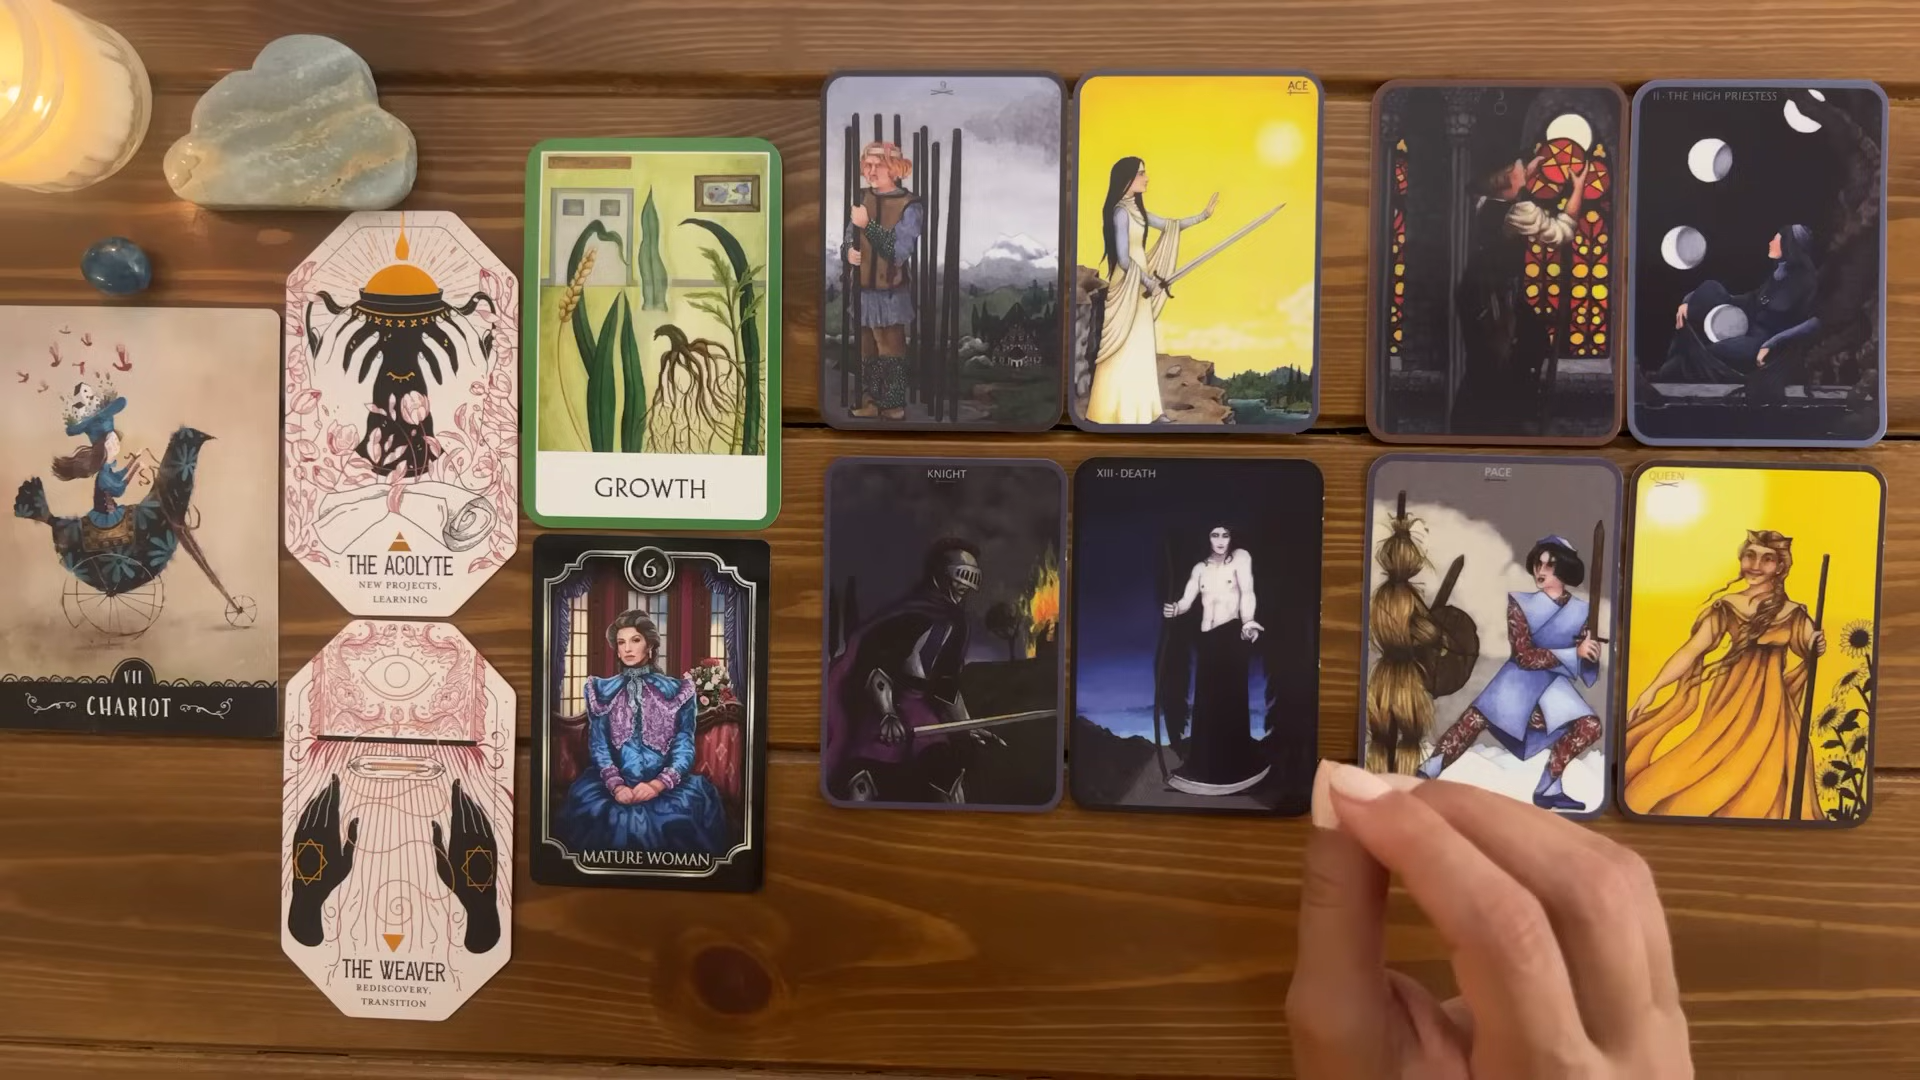 VII
CHARIOT
THE ACOLYTE
NEW PROJECTS,
LEARNING
THE WEAVER
REDISCOVERY,
TRANSITION
GROWTH
6
MATURE WOMAN
9
ACE
3
II · THE HIGH PRIESTESS
KNIGHT
XIII · DEATH
PAGE
QUEEN